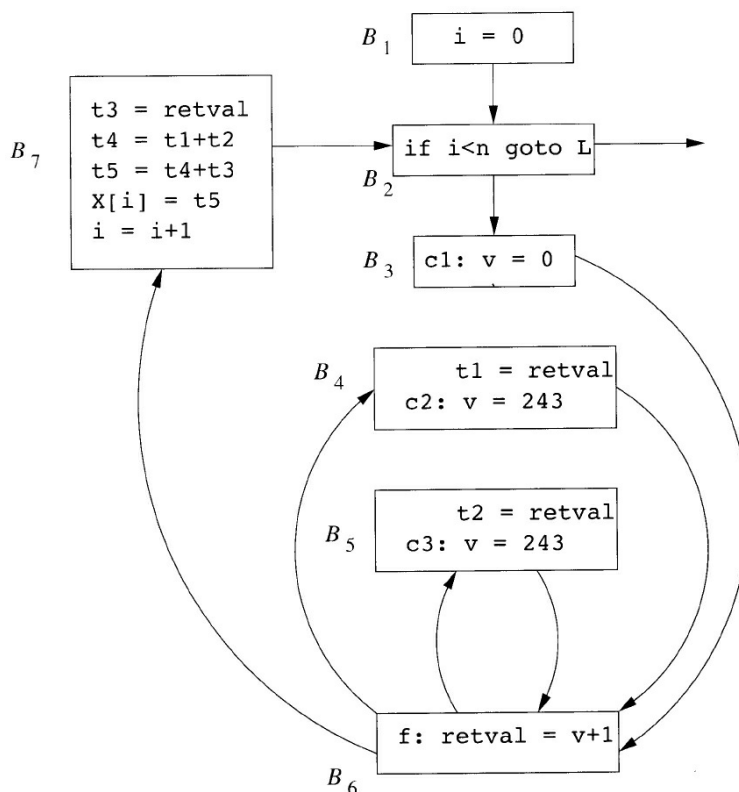 B1
i = 0
t3 = retval
t4 = t1+t2
t5 = t4+t3
X[i] = t5
i = i+1
B7
if i<n goto L
B2
B3
c1: v = 0
B4
t1 = retval
c2: v = 243
B5
t2 = retval
c3: v = 243
f: retval = v+1
B6